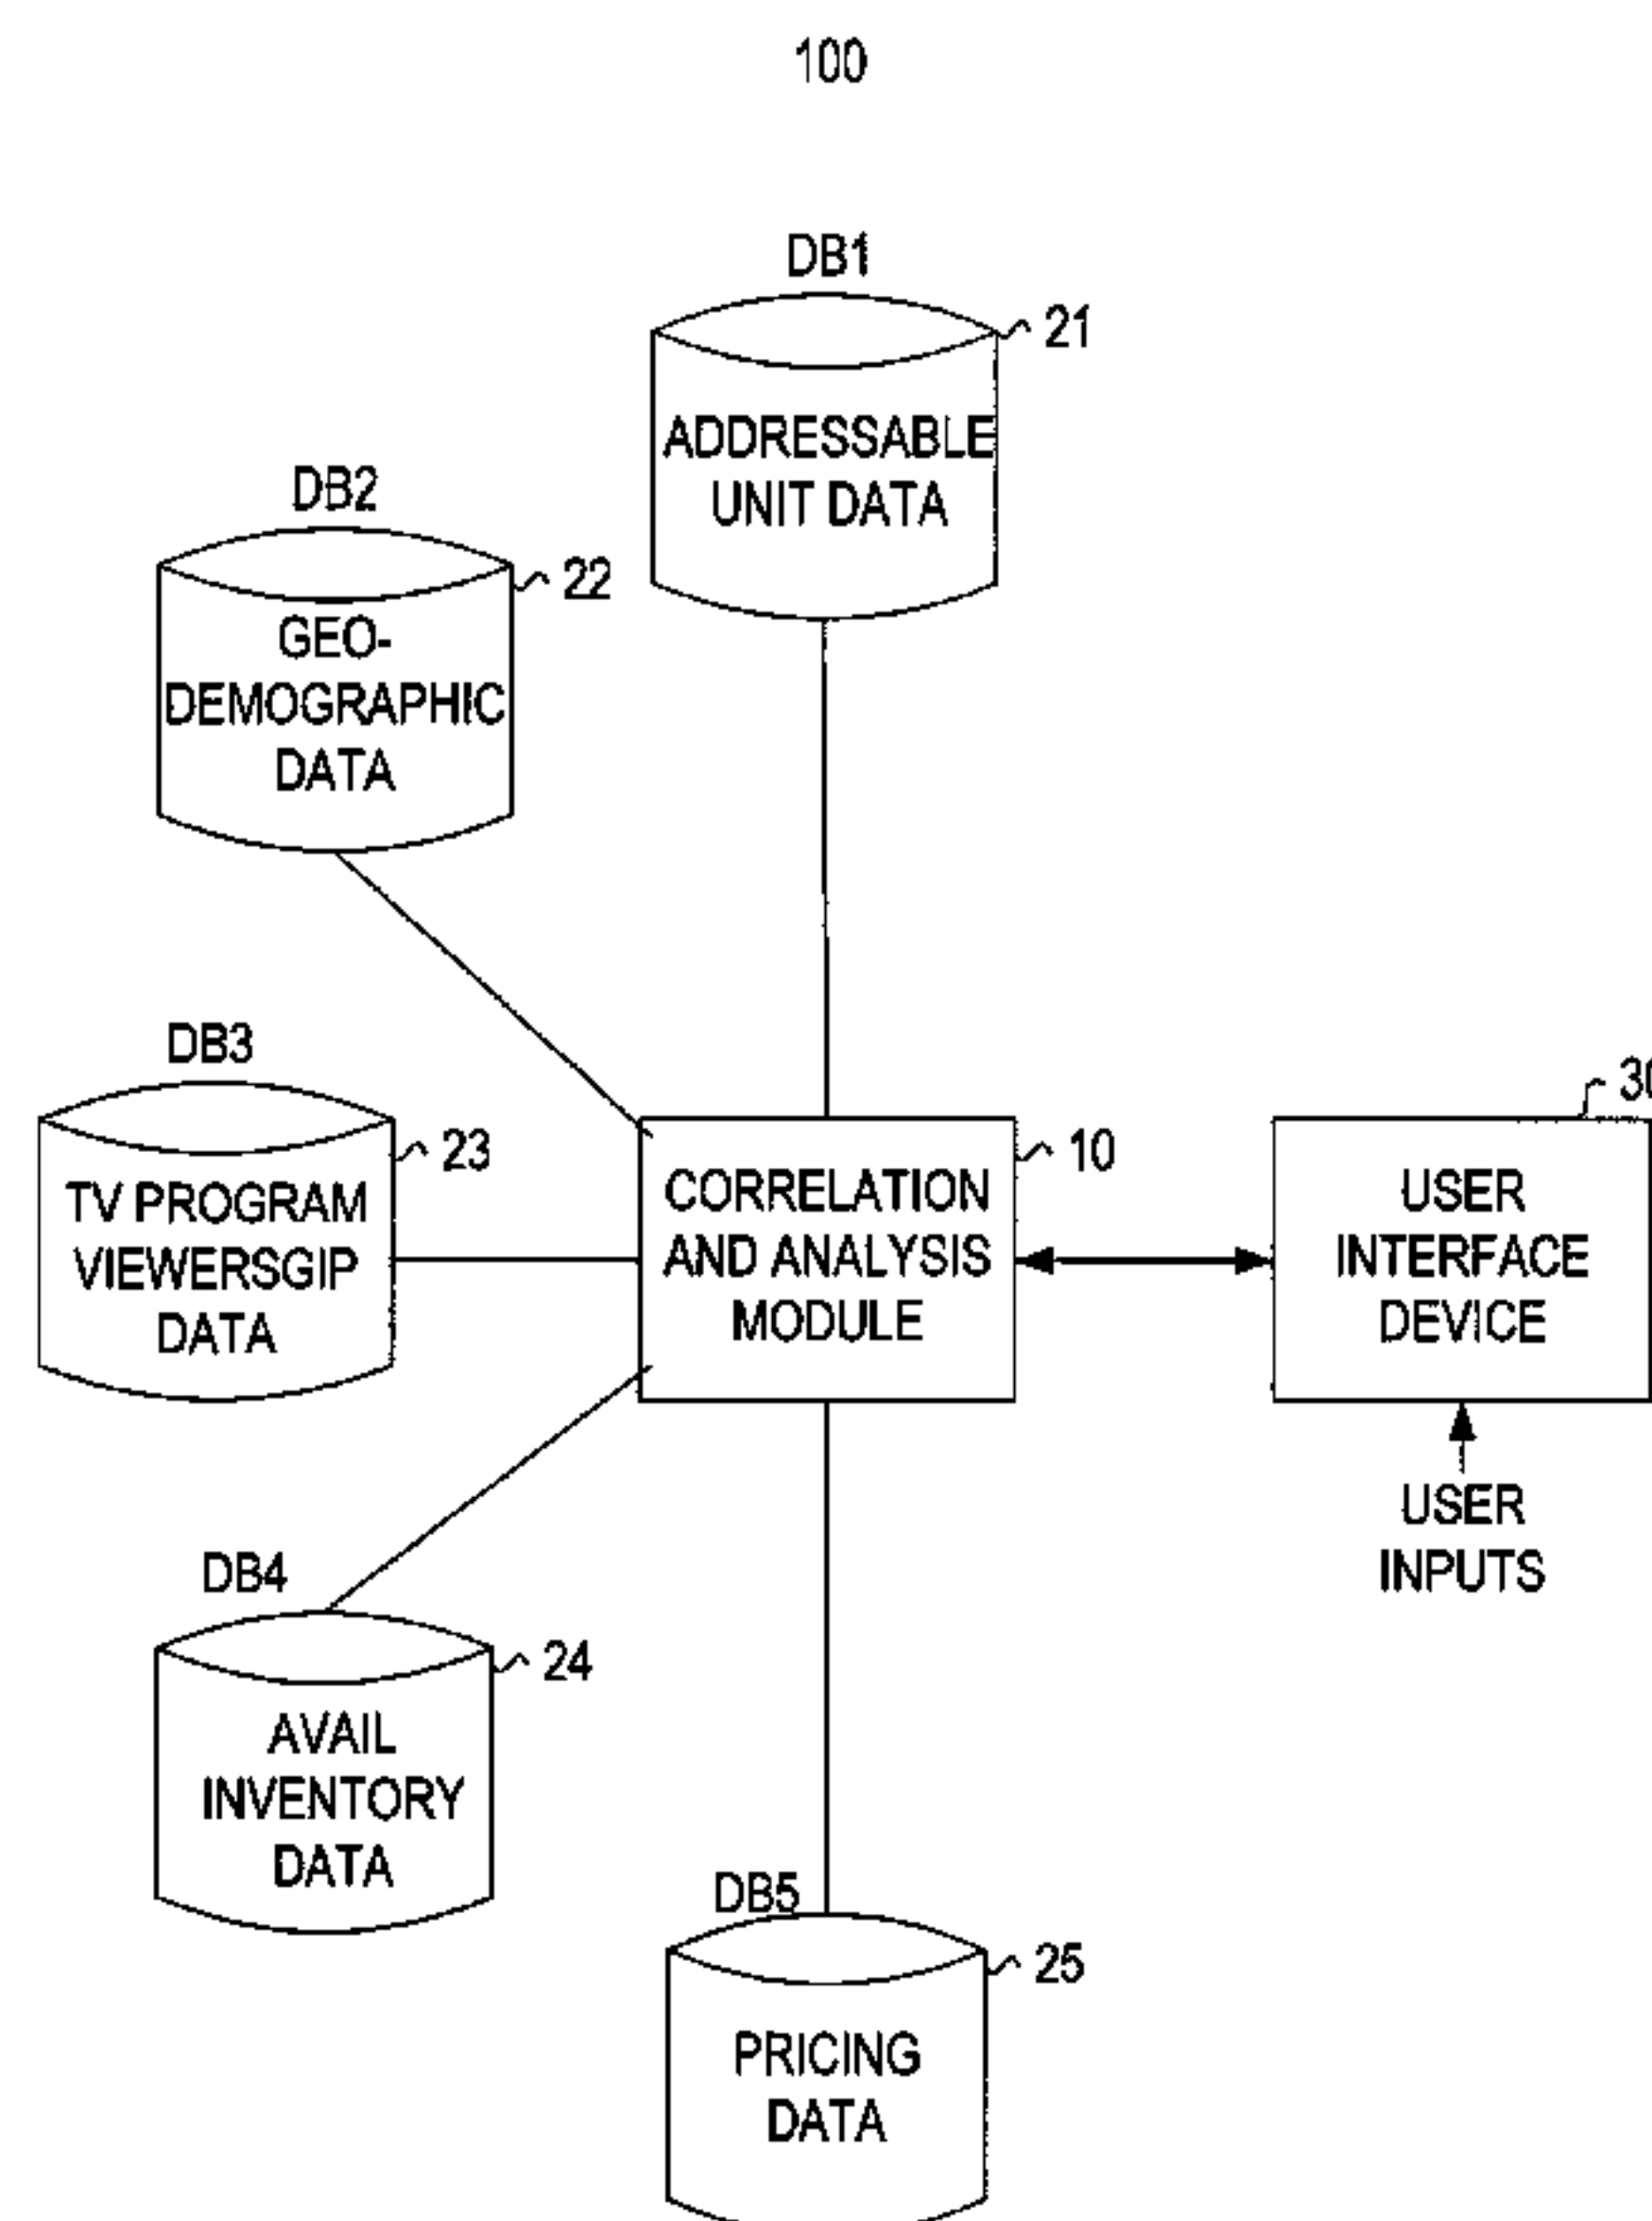 100
DB1
21
ADDRESSABLE
UNIT DATA
DB2
22
GEO-
DEMOGRAPHIC
DATA
DB3
23
TV PROGRAM
VIEWERSGIP
DATA
10
CORRELATION
AND ANALYSIS
MODULE
30
USER
INTERFACE
DEVICE
USER
INPUTS
DB4
24
AVAIL
INVENTORY
DATA
DB5
25
PRICING
DATA